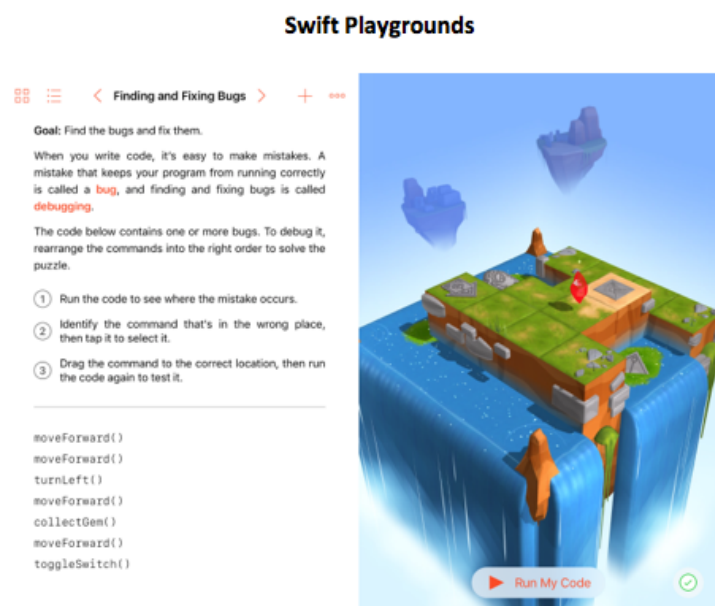 Swift Playgrounds
Finding and Fixing Bugs
Goal: Find the bugs and fix them.
When you write code, it's easy to make mistakes. A
mistake that keeps your program from running correctly
is called a bug, and finding and fixing bugs is called
debugging.
The code below contains one or more bugs. To debug it,
rearrange the commands into the right order to solve the
puzzle.
1 Run the code to see where the mistake occurs.
2 Identify the command that's in the wrong place,
then tap it to select it.
3 Drag the command to the correct location, then run
the code again to test it.
moveForward()
moveForward()
turnLeft()
moveForward()
collectGem()
moveForward()
toggleSwitch()
Run My Code